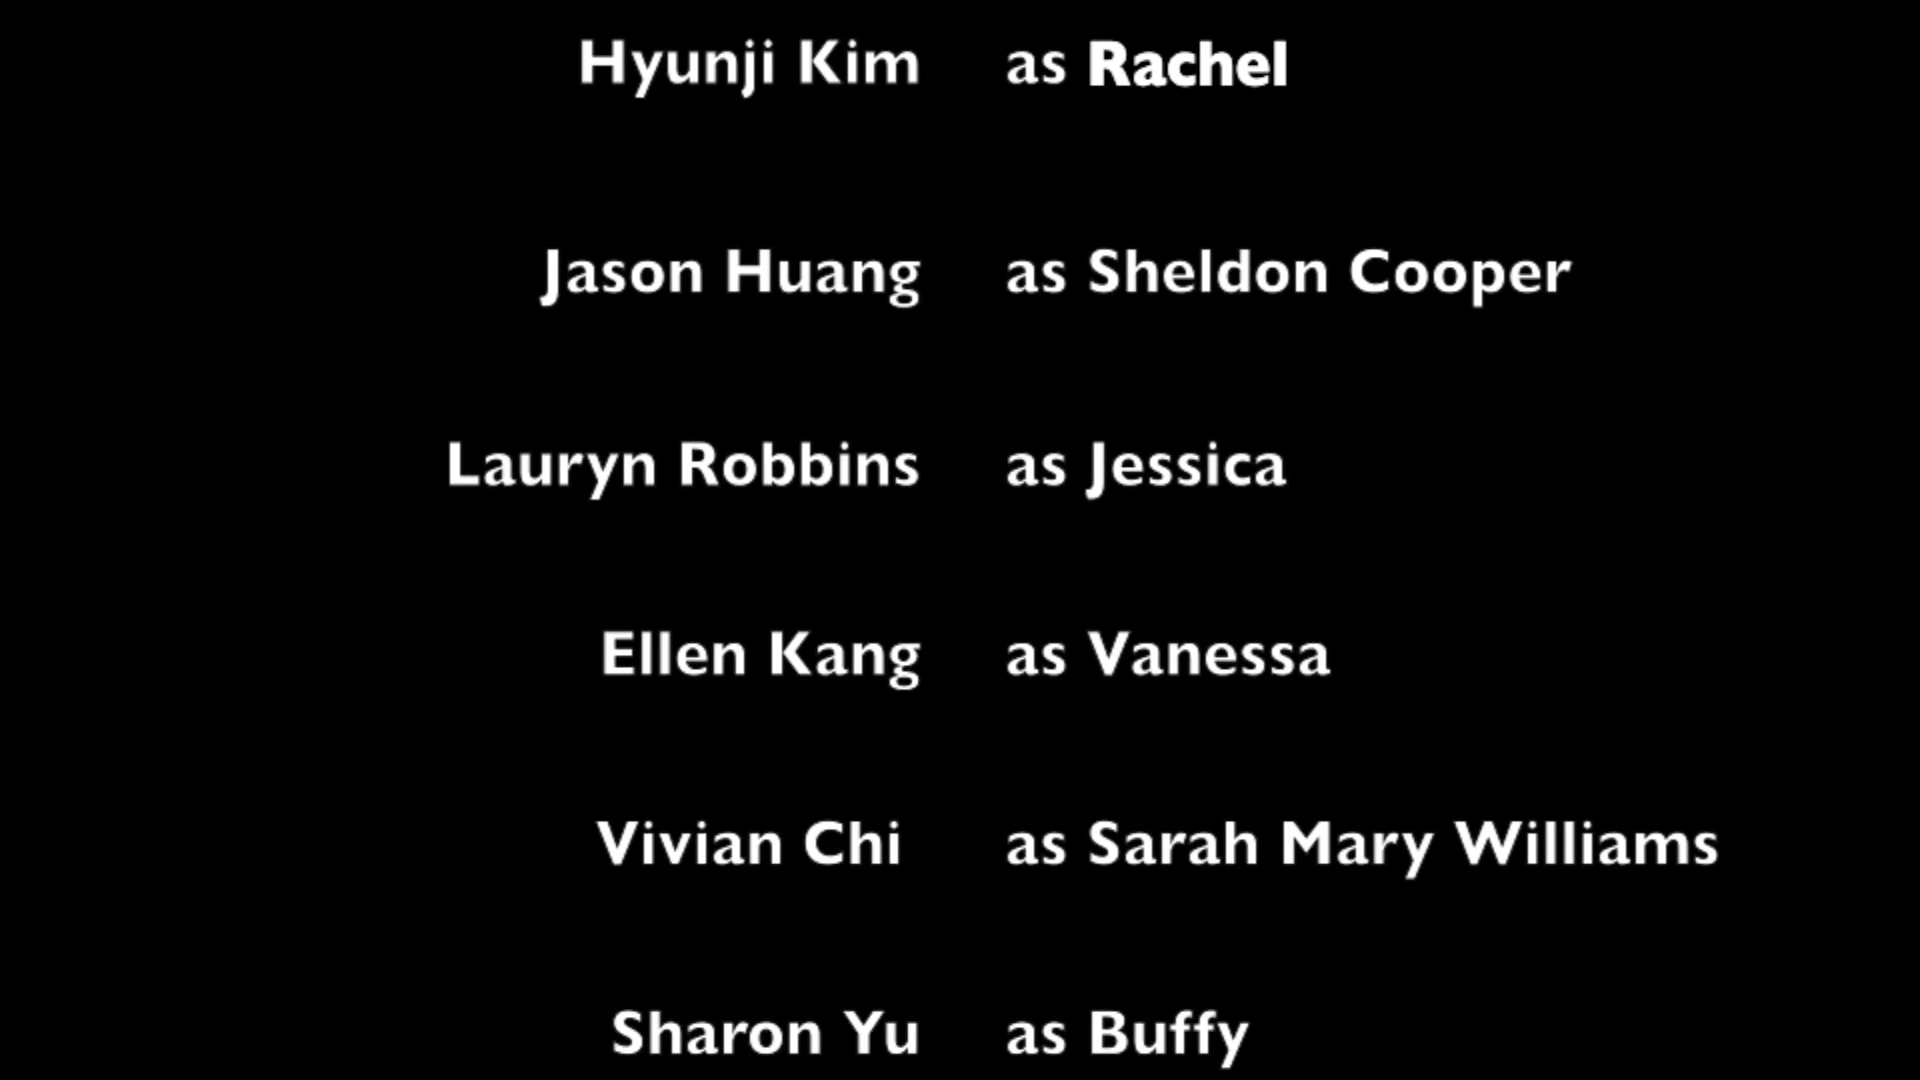 Hyunji Kim as Rachel
Jason Huang as Sheldon Cooper
Lauryn Robbins as Jessica
Ellen Kang as Vanessa
Vivian Chi as Sarah Mary Williams
Sharon Yu as Buffy